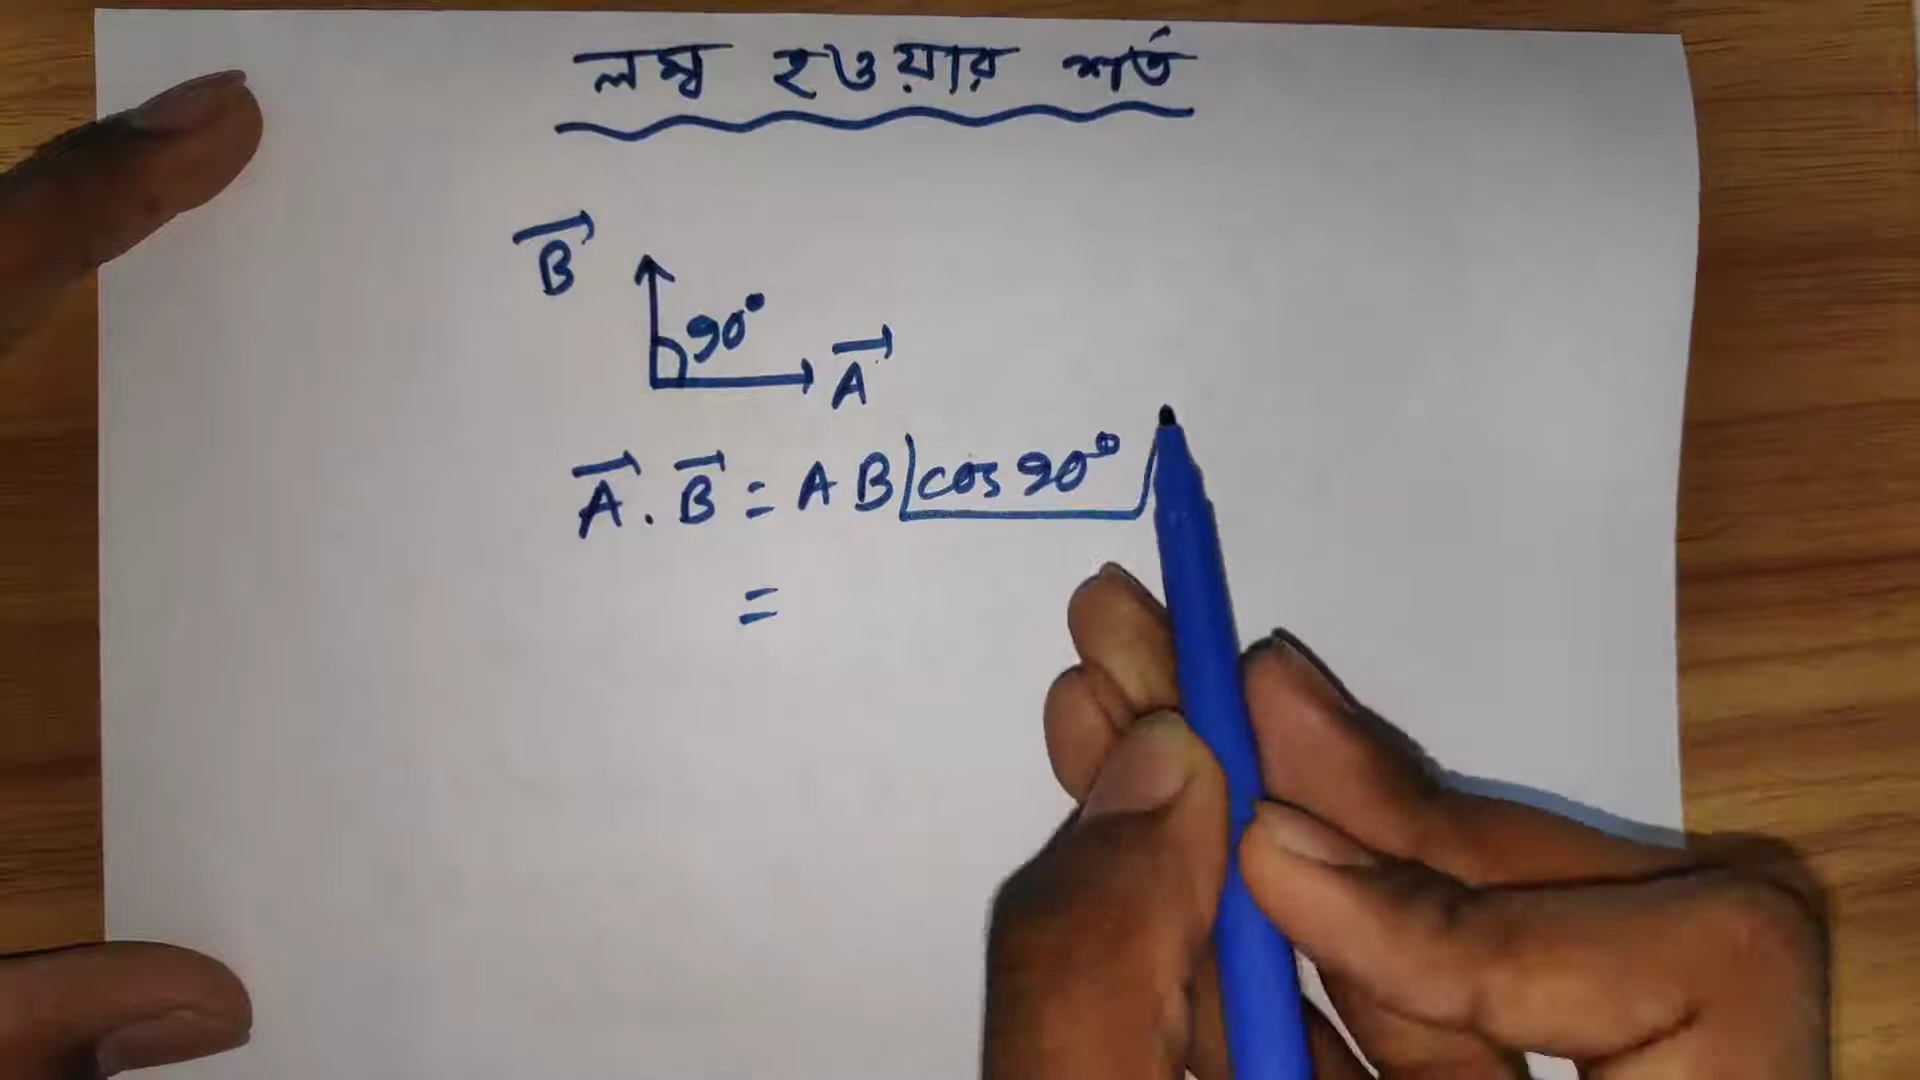 লম্ব হওয়ার শর্ত
B⃗
90°
A⃗
A⃗ . B⃗ = A B cos 90°
=